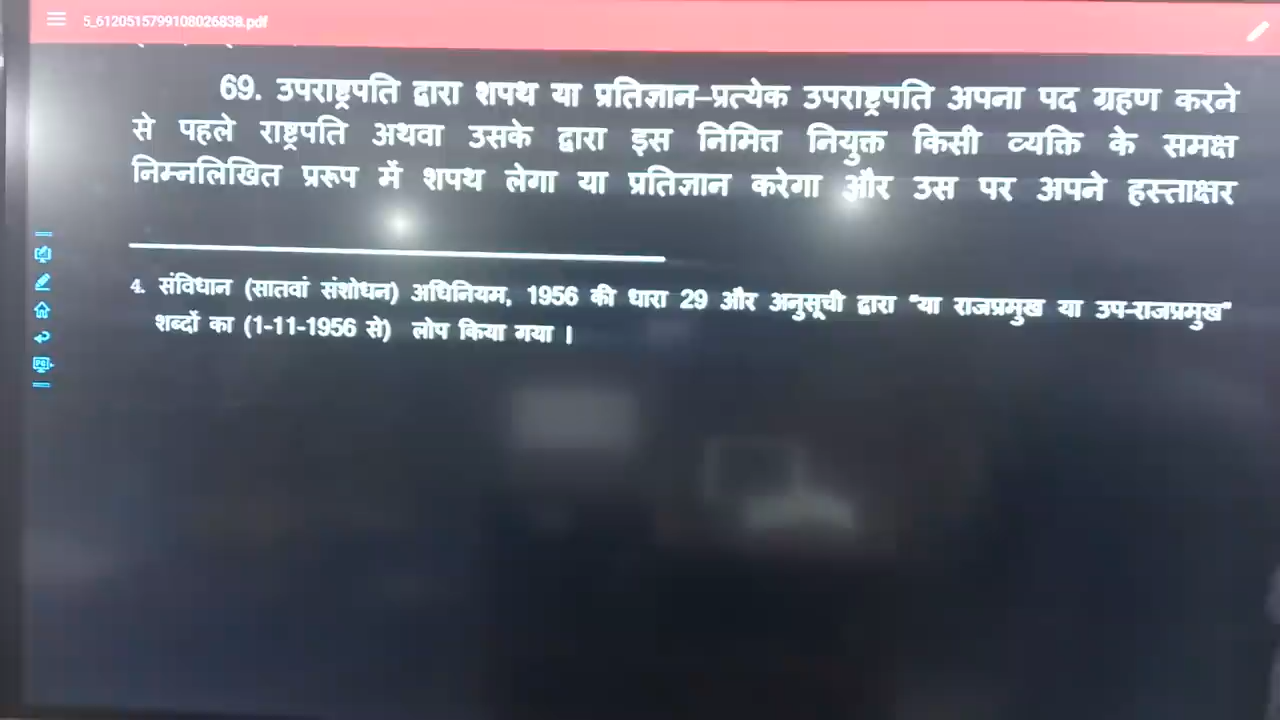 5_6120515799108026838.pdf
69. उपराष्ट्रपति द्वारा शपथ या प्रतिज्ञान–प्रत्येक उपराष्ट्रपति अपना पद ग्रहण करने
से पहले राष्ट्रपति अथवा उसके द्वारा इस निमित्त नियुक्त किसी व्यक्ति के समक्ष
निम्नलिखित प्ररूप में शपथ लेगा या प्रतिज्ञान करेगा और उस पर अपने हस्ताक्षर
4. संविधान (सातवां संशोधन) अधिनियम, 1956 की धारा 29 और अनुसूची द्वारा "या राजप्रमुख या उप-राजप्रमुख"
शब्दों का (1-11-1956 से) लोप किया गया ।